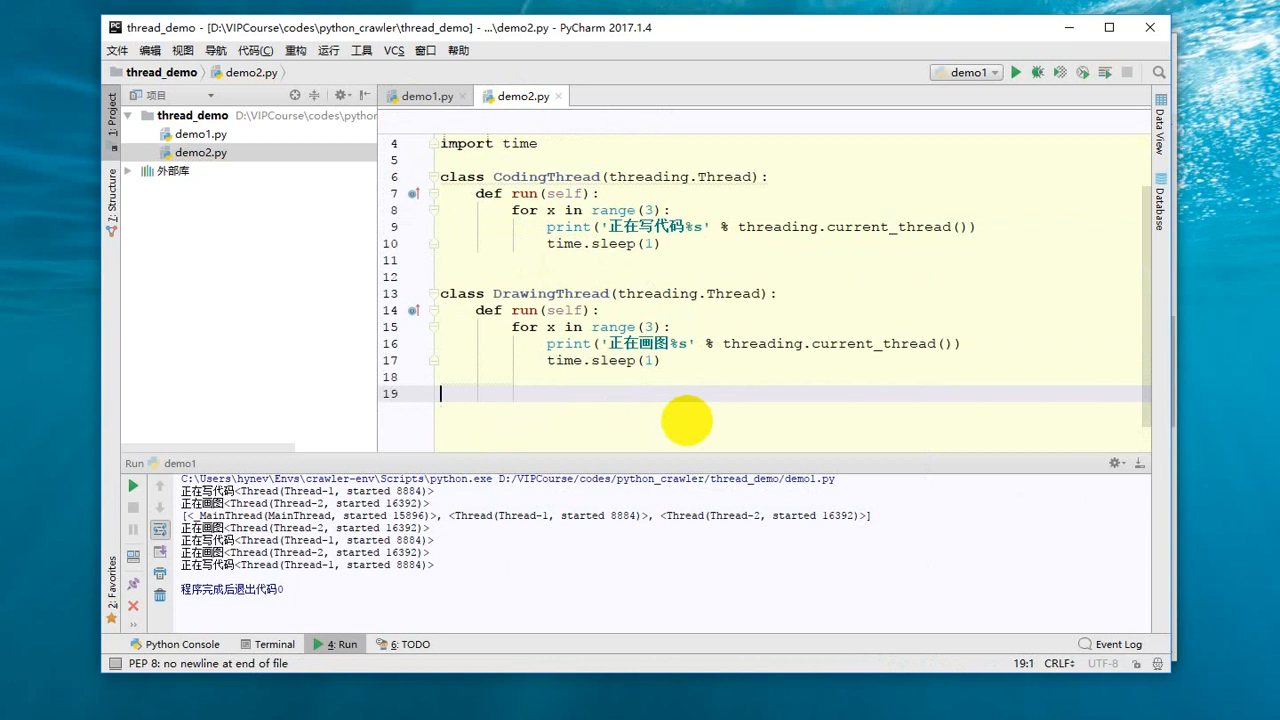 thread_demo - [D:\VIPCourse\codes\python_crawler\thread_demo] - ...\demo2.py - PyCharm 2017.1.4
文件 编辑 视图 导航 代码(C) 重构 运行 工具 VCS 窗口 帮助
thread_demo demo2.py demo1
项目 demo1.py demo2.py
1: Project
7: Structure
2: Favorites
Data View
Database
thread_demo D:\VIPCourse\codes\python
demo1.py
demo2.py
外部库
4 import time
5
6 class CodingThread(threading.Thread):
7 def run(self):
8 for x in range(3):
9 print('正在写代码%s' % threading.current_thread())
10 time.sleep(1)
11
12
13 class DrawingThread(threading.Thread):
14 def run(self):
15 for x in range(3):
16 print('正在画图%s' % threading.current_thread())
17 time.sleep(1)
18
19
Run demo1
C:\Users\hynev\Envs\crawler-env\Scripts\python.exe D:/VIPCourse/codes/python_crawler/thread_demo/demo1.py
正在写代码<Thread(Thread-1, started 8884)>
正在画图<Thread(Thread-2, started 16392)>
[<_MainThread(MainThread, started 15896)>, <Thread(Thread-1, started 8884)>, <Thread(Thread-2, started 16392)>]
正在画图<Thread(Thread-2, started 16392)>
正在写代码<Thread(Thread-1, started 8884)>
正在画图<Thread(Thread-2, started 16392)>
正在写代码<Thread(Thread-1, started 8884)>
程序完成后退出代码0
Python Console Terminal 4: Run 6: TODO Event Log
PEP 8: no newline at end of file 19:1 CRLF UTF-8